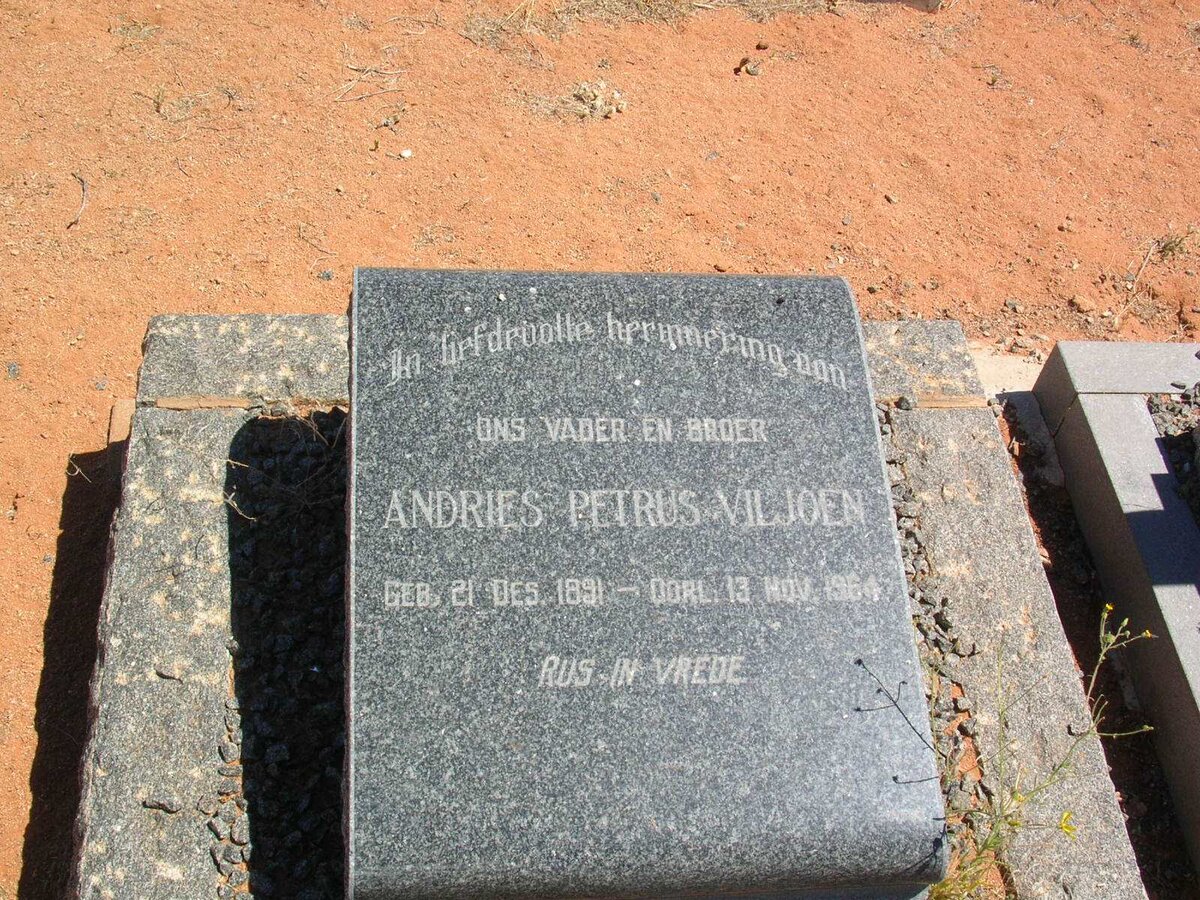 In liefdevolle herinnering van
ONS VADER EN BROER
ANDRIES PETRUS VILJOEN
GEB. 21 DES. 1891 — OORL. 13 NOV. 1964
RUS IN VREDE